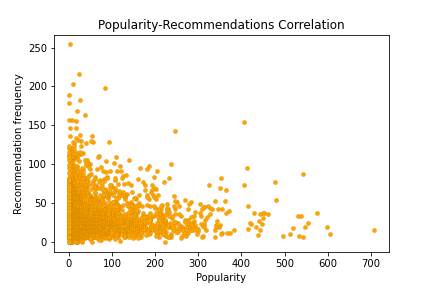 Popularity-Recommendations Correlation
Recommendation frequency
250
200
150
100
50
0
0 100 200 300 400 500 600 700
Popularity